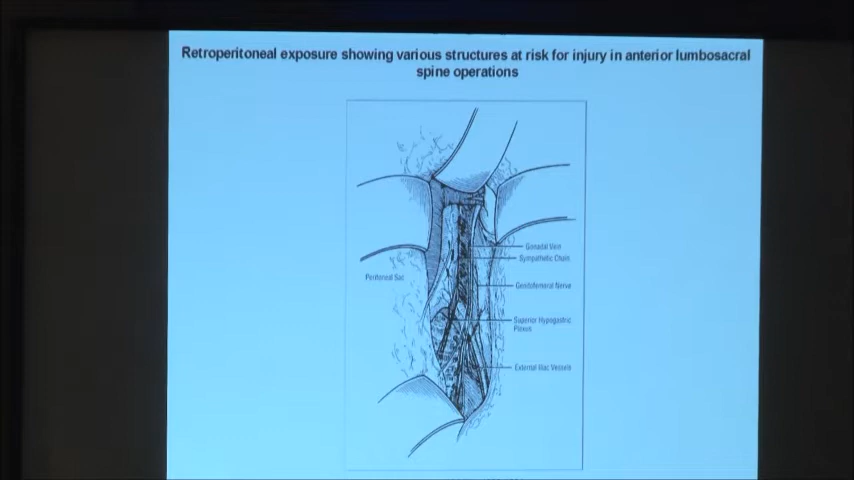 Retroperitoneal exposure showing various structures at risk for injury in anterior lumbosacral
spine operations
Gonadal Vein
Sympathetic Chain
Peritoneal Sac
Genitofemoral Nerve
Superior Hypogastric
Plexus
External Iliac Vessels